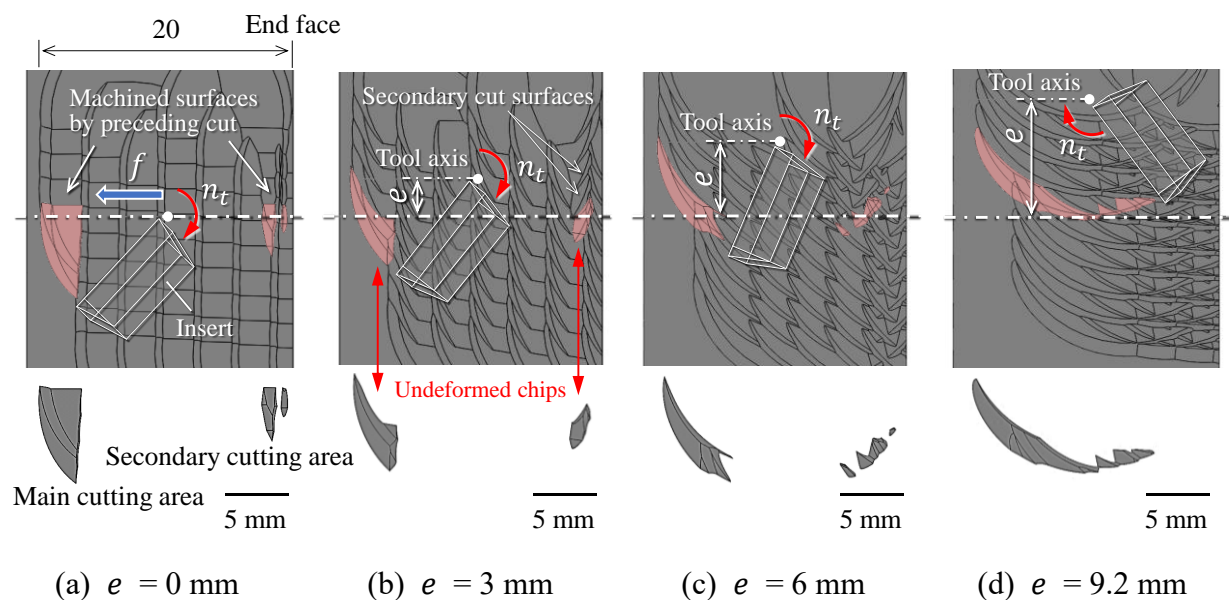 20
End face
Machined surfaces
by preceding cut
f
n_t
Insert
Secondary cut surfaces
Tool axis
e
n_t
Tool axis
e
n_t
Tool axis
e
n_t
Undeformed chips
Secondary cutting area
Main cutting area
5 mm
5 mm
5 mm
5 mm
(a) e = 0 mm
(b) e = 3 mm
(c) e = 6 mm
(d) e = 9.2 mm